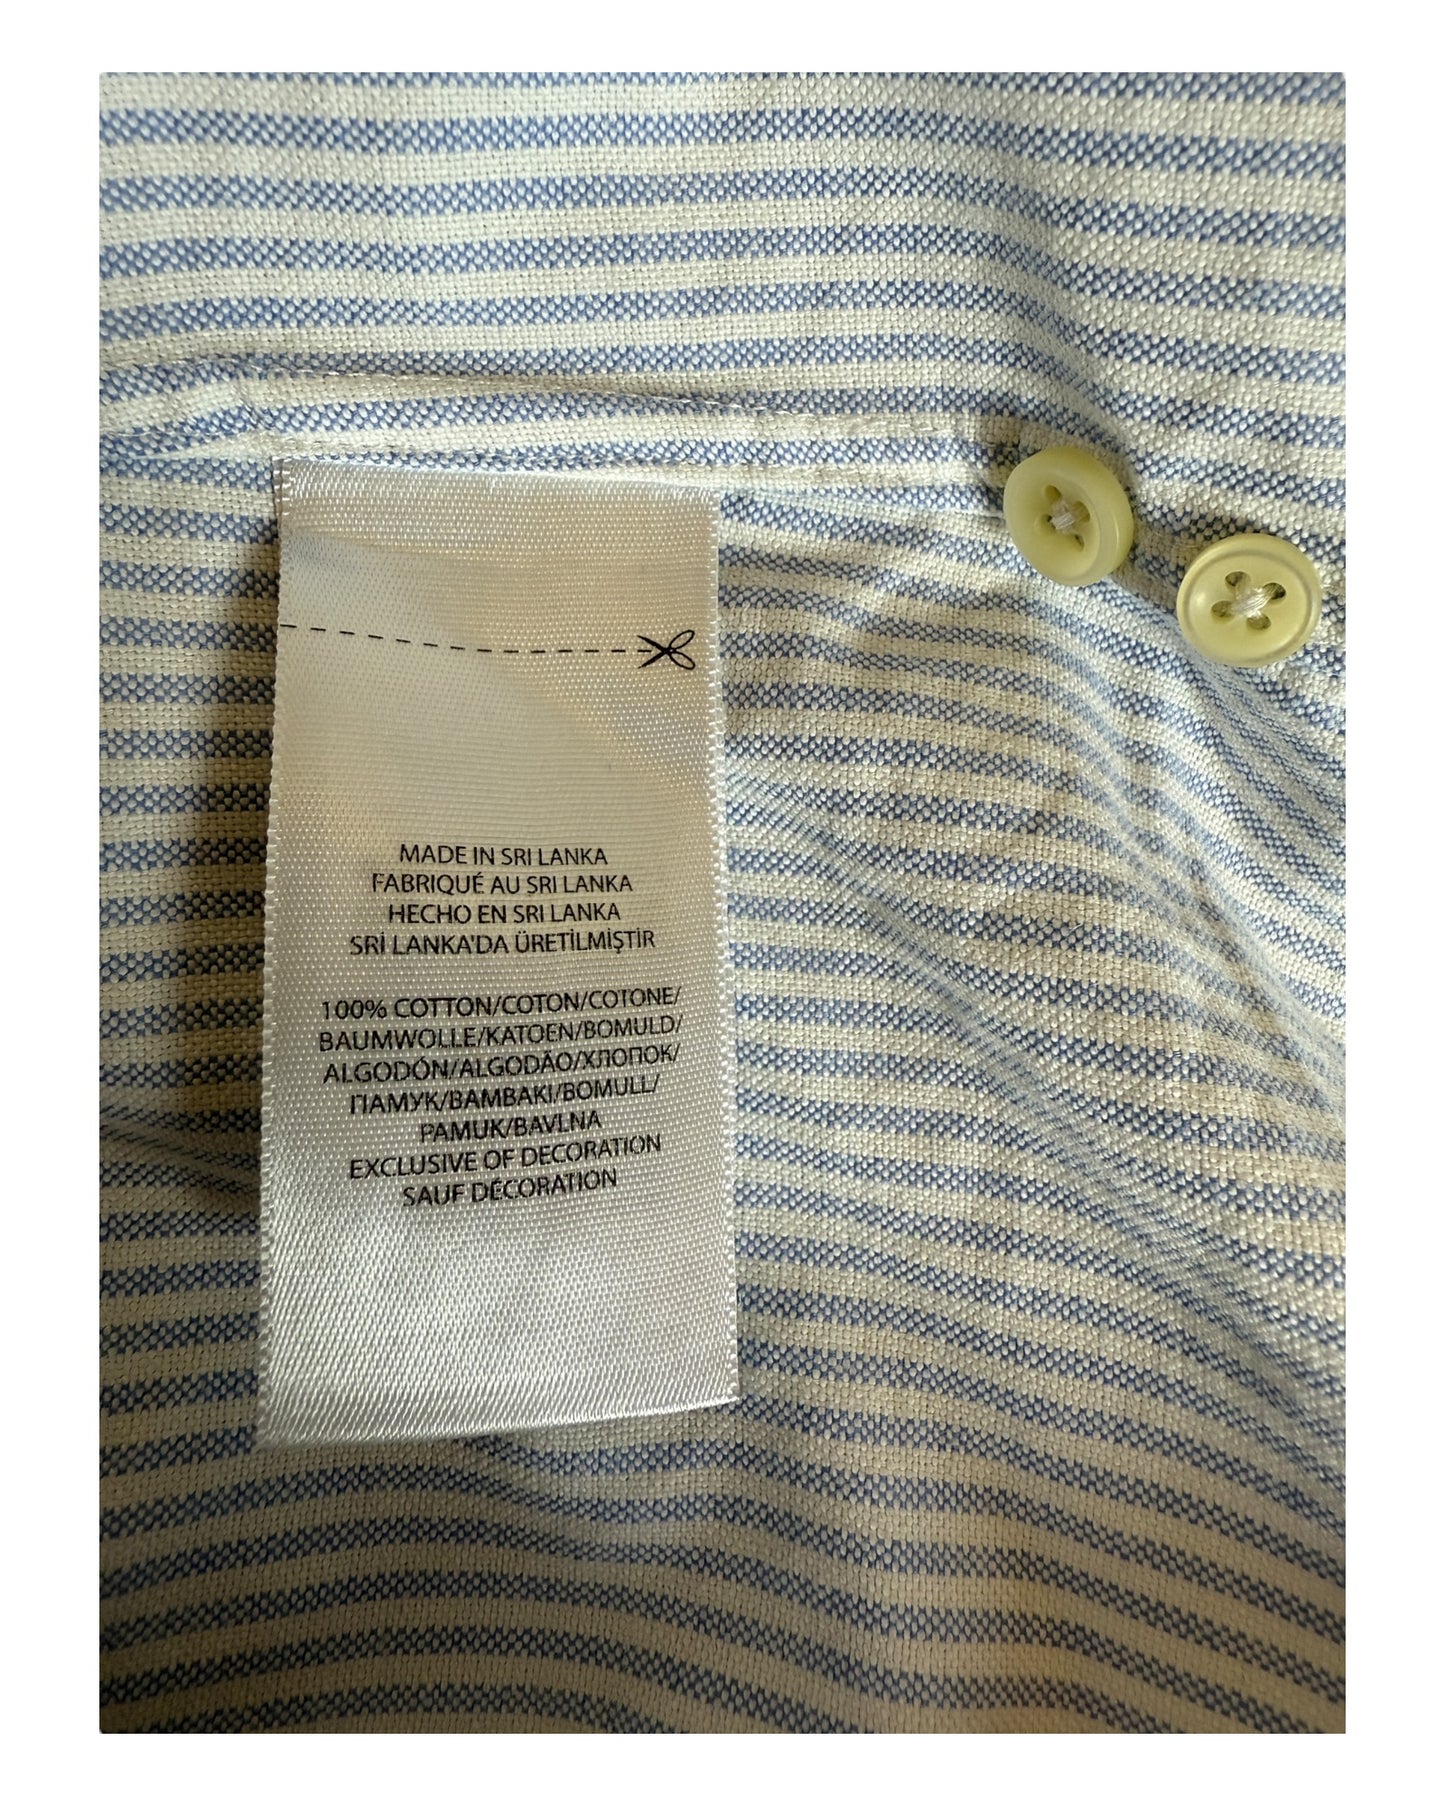 MADE IN SRI LANKA
FABRIQUÉ AU SRI LANKA
HECHO EN SRI LANKA
SRİ LANKA'DA ÜRETİLMİŞTİR
100% COTTON/COTON/COTONE/
BAUMWOLLE/KATOEN/BOMULD/
ALGODÓN/ALGODÃO/ХЛОПОК/
ПАМУК/BAMBAKI/BOMULL/
PAMUK/BAVLNA
EXCLUSIVE OF DECORATION
SAUF DÉCORATION